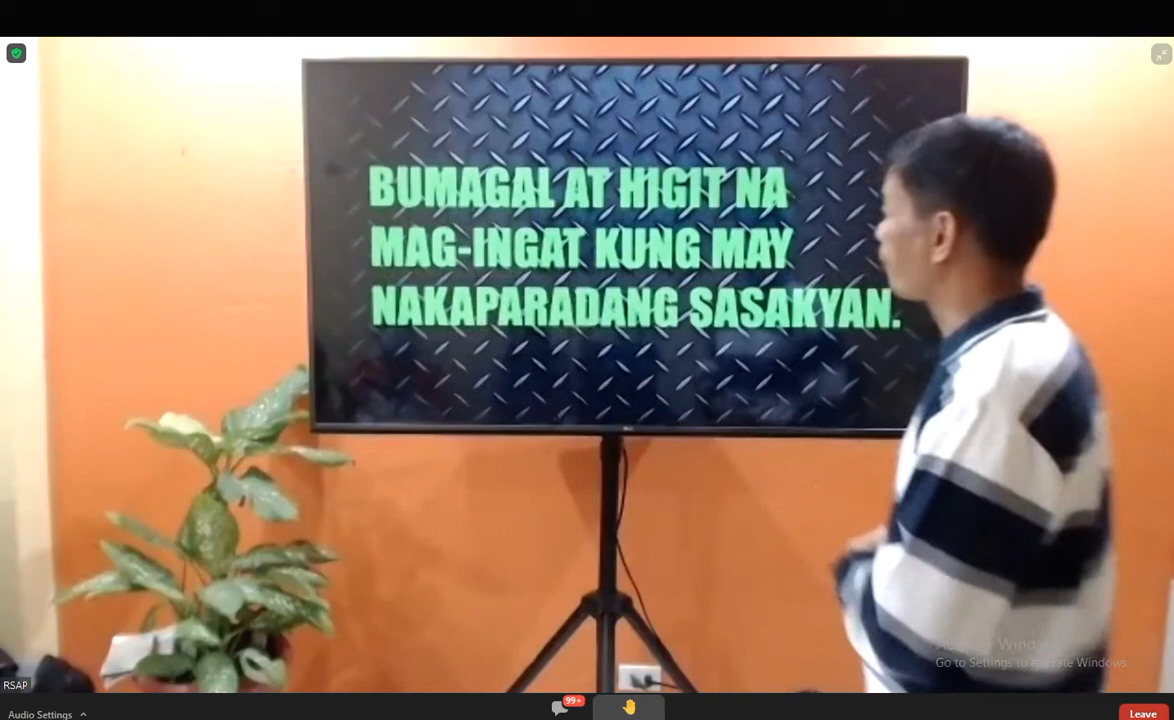 BUMAGAL AT HIGIT NA
MAG-INGAT KUNG MAY
NAKAPARADANG SASAKYAN.
Go to Settings to activate Windows.
RSAP
99+
Audio Settings
Leave